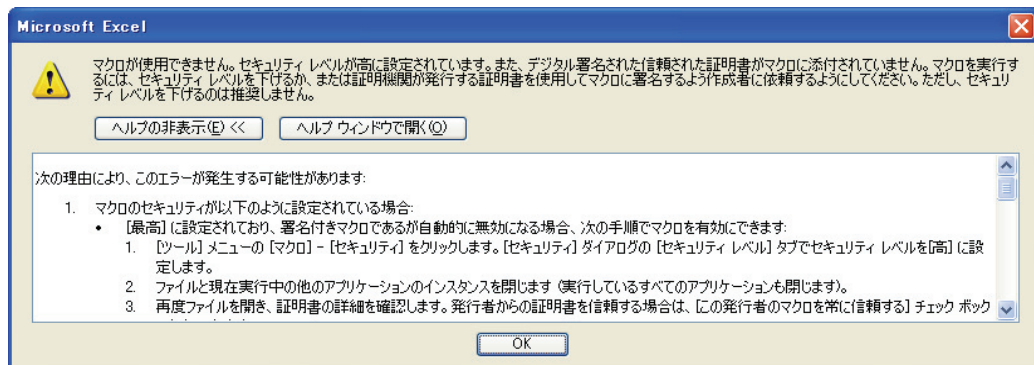 Microsoft Excel
マクロが使用できません。セキュリティ レベルが高に設定されています。また、デジタル署名された信頼された証明書がマクロに添付されていません。マクロを実行す
るには、セキュリティ レベルを下げるか、または証明機関が発行する証明書を使用してマクロに署名するよう作成者に依頼するようにしてください。ただし、セキュリ
ティ レベルを下げるのは推奨しません。
ヘルプの非表示(E) << ヘルプ ウィンドウで開く(O)
次の理由により、このエラーが発生する可能性があります:
1. マクロのセキュリティが以下のように設定されている場合:
• [最高] に設定されており、署名付きマクロであるが自動的に無効になる場合、次の手順でマクロを有効にできます:
1. [ツール] メニューの [マクロ] - [セキュリティ] をクリックします。[セキュリティ] ダイアログの [セキュリティ レベル] タブでセキュリティ レベルを[高] に設
定します。
2. ファイルと現在実行中の他のアプリケーションのインスタンスを閉じます (実行しているすべてのアプリケーションも閉じます)。
3. 再度ファイルを開き、証明書の詳細を確認します。発行者からの証明書を信頼する場合は、[この発行者のマクロを常に信頼する] チェック ボック
OK